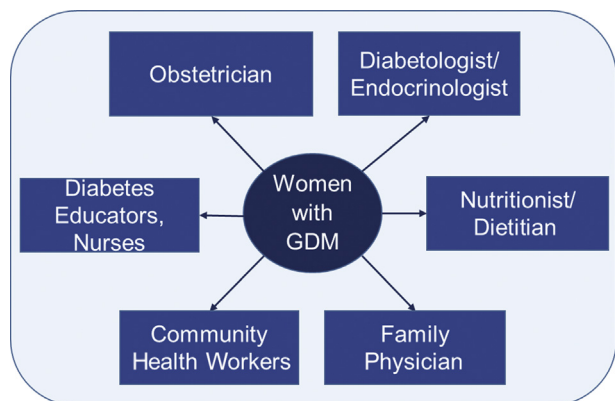 Obstetrician
Diabetologist/
Endocrinologist
Diabetes
Educators,
Nurses
Women
with
GDM
Nutritionist/
Dietitian
Community
Health Workers
Family
Physician